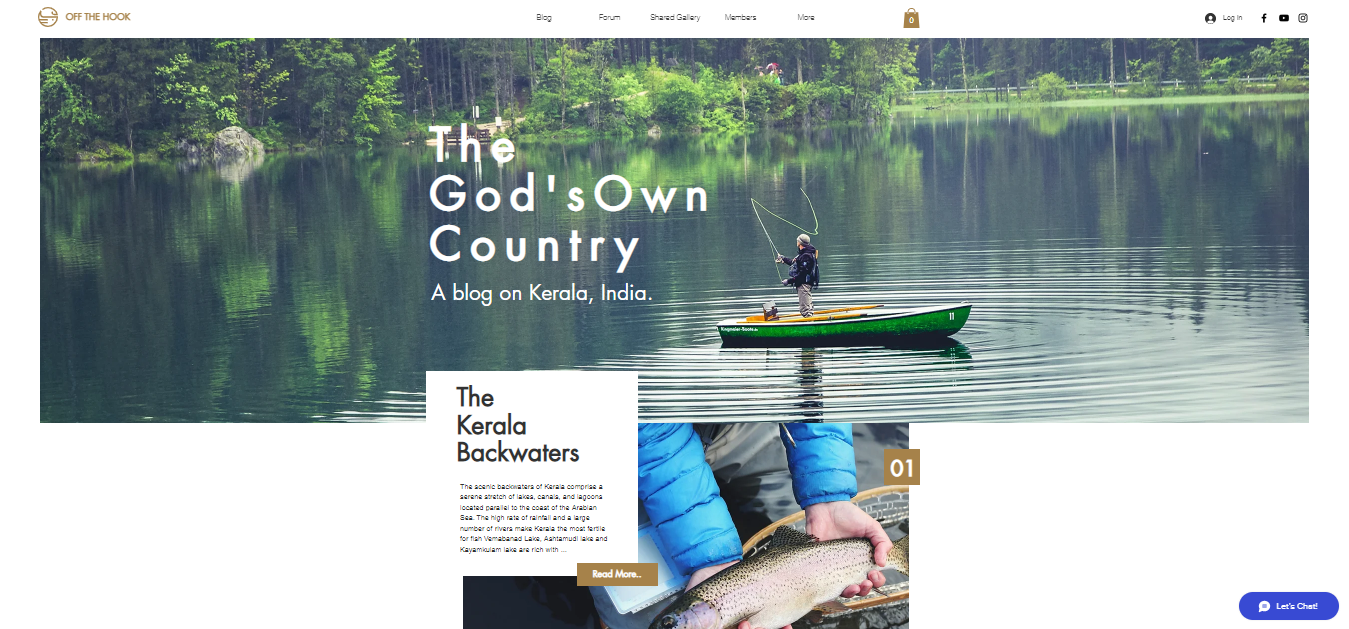 OFF THE HOOK
Blog
Forum
Shared Gallery
Members
More
0
Log In
The
God'sOwn
Country
A blog on Kerala, India.
11
The
Kerala
Backwaters
01
The scenic backwaters of Kerala comprise a
serene stretch of lakes, canals, and lagoons
located parallel to the coast of the Arabian
Sea. The high rate of rainfall and a large
number of rivers make Kerala the most fertile
for fish Vemabanad Lake, Ashtamudi lake and
Kayamkulam lake are rich with ...
Read More..
Let's Chat!